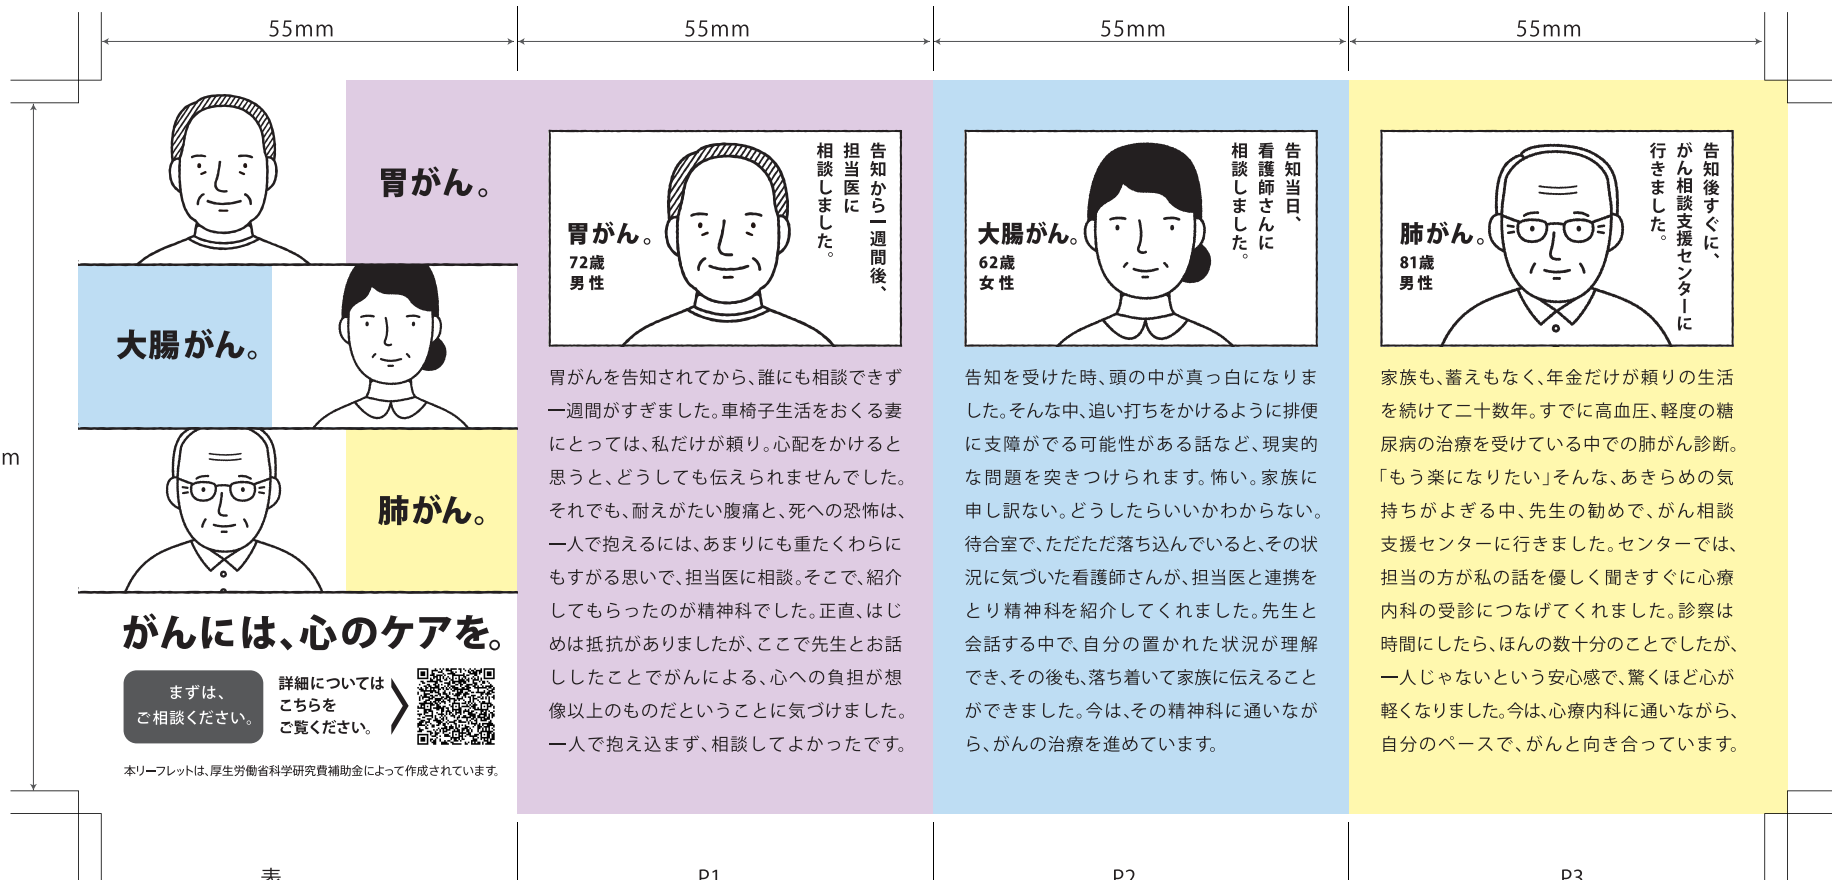 55mm
55mm
55mm
55mm
m
胃がん。
大腸がん。
肺がん。
がんには、心のケアを。
まずは、
ご相談ください。
詳細については
こちらを
ご覧ください。
本リーフレットは、厚生労働省科学研究費補助金によって作成されています。
表
告知から一週間後、
担当医に
相談しました。
胃がん。
72歳
男性
胃がんを告知されてから、誰にも相談できず
一週間がすぎました。車椅子生活をおくる妻
にとっては、私だけが頼り。心配をかけると
思うと、どうしても伝えられませんでした。
それでも、耐えがたい腹痛と、死への恐怖は、
一人で抱えるには、あまりにも重たくわらに
もすがる思いで、担当医に相談。そこで、紹介
してもらったのが精神科でした。正直、はじ
めは抵抗がありましたが、ここで先生とお話
ししたことでがんによる、心への負担が想
像以上のものだということに気づけました。
一人で抱え込まず、相談してよかったです。
P1
告知当日、
看護師さんに
相談しました。
大腸がん。
62歳
女性
告知を受けた時、頭の中が真っ白になりま
した。そんな中、追い打ちをかけるように排便
に支障がでる可能性がある話など、現実的
な問題を突きつけられます。怖い。家族に
申し訳ない。どうしたらいいかわからない。
待合室で、ただただ落ち込んでいると、その状
況に気づいた看護師さんが、担当医と連携を
とり精神科を紹介してくれました。先生と
会話する中で、自分の置かれた状況が理解
でき、その後も、落ち着いて家族に伝えること
ができました。今は、その精神科に通いなが
ら、がんの治療を進めています。
P2
告知後すぐに、
がん相談支援センターに
行きました。
肺がん。
81歳
男性
家族も、蓄えもなく、年金だけが頼りの生活
を続けて二十数年。すでに高血圧、軽度の糖
尿病の治療を受けている中での肺がん診断。
「もう楽になりたい」そんな、あきらめの気
持ちがよぎる中、先生の勧めで、がん相談
支援センターに行きました。センターでは、
担当の方が私の話を優しく聞きすぐに心療
内科の受診につなげてくれました。診察は
時間にしたら、ほんの数十分のことでしたが、
一人じゃないという安心感で、驚くほど心が
軽くなりました。今は、心療内科に通いながら、
自分のペースで、がんと向き合っています。
P3